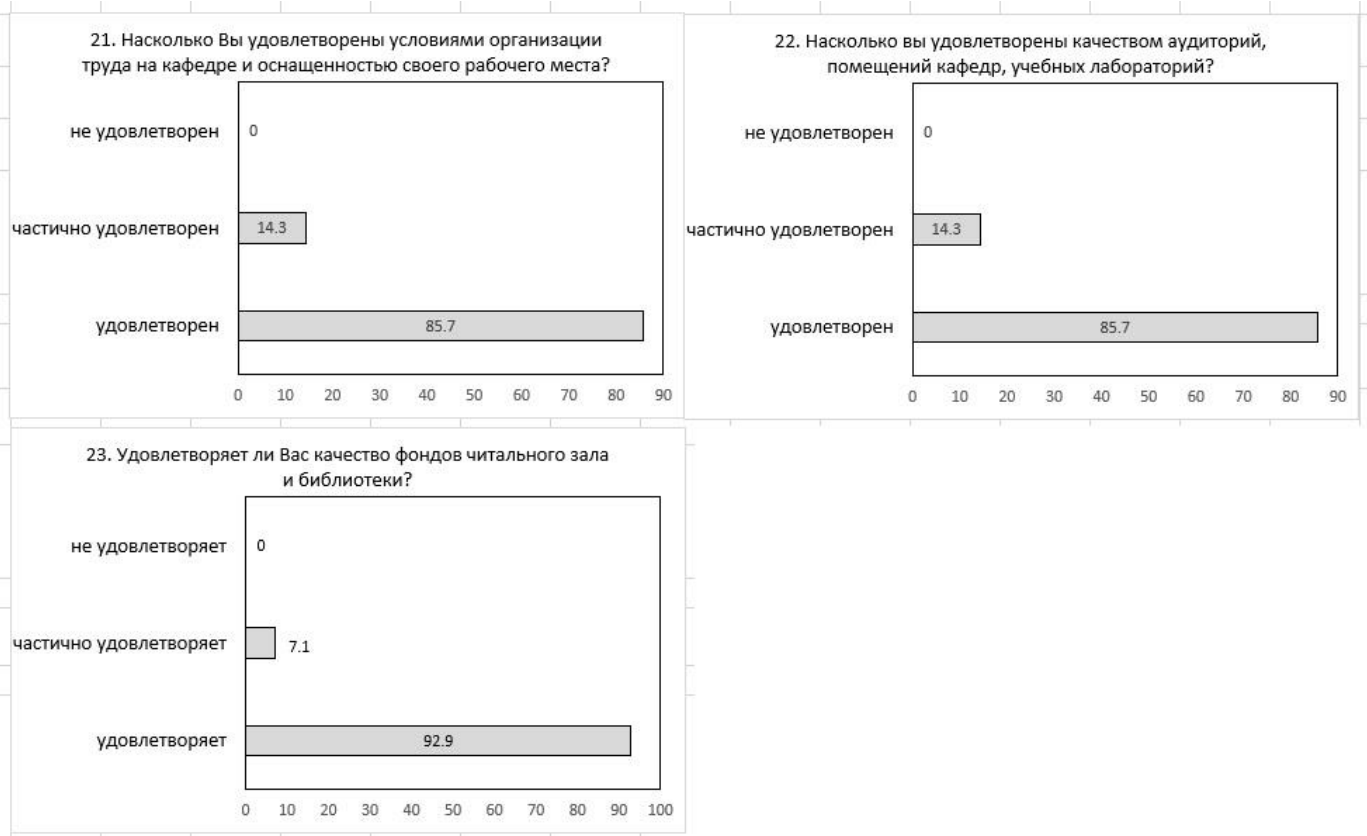 21. Насколько Вы удовлетворены условиями организации
труда на кафедре и оснащенностью своего рабочего места?
не удовлетворен
0
частично удовлетворен
14.3
удовлетворен
85.7
0 10 20 30 40 50 60 70 80 90
22. Насколько вы удовлетворены качеством аудиторий,
помещений кафедр, учебных лабораторий?
не удовлетворен
0
частично удовлетворен
14.3
удовлетворен
85.7
0 10 20 30 40 50 60 70 80 90
23. Удовлетворяет ли Вас качество фондов читального зала
и библиотеки?
не удовлетворяет
0
частично удовлетворяет
7.1
удовлетворяет
92.9
0 10 20 30 40 50 60 70 80 90 100